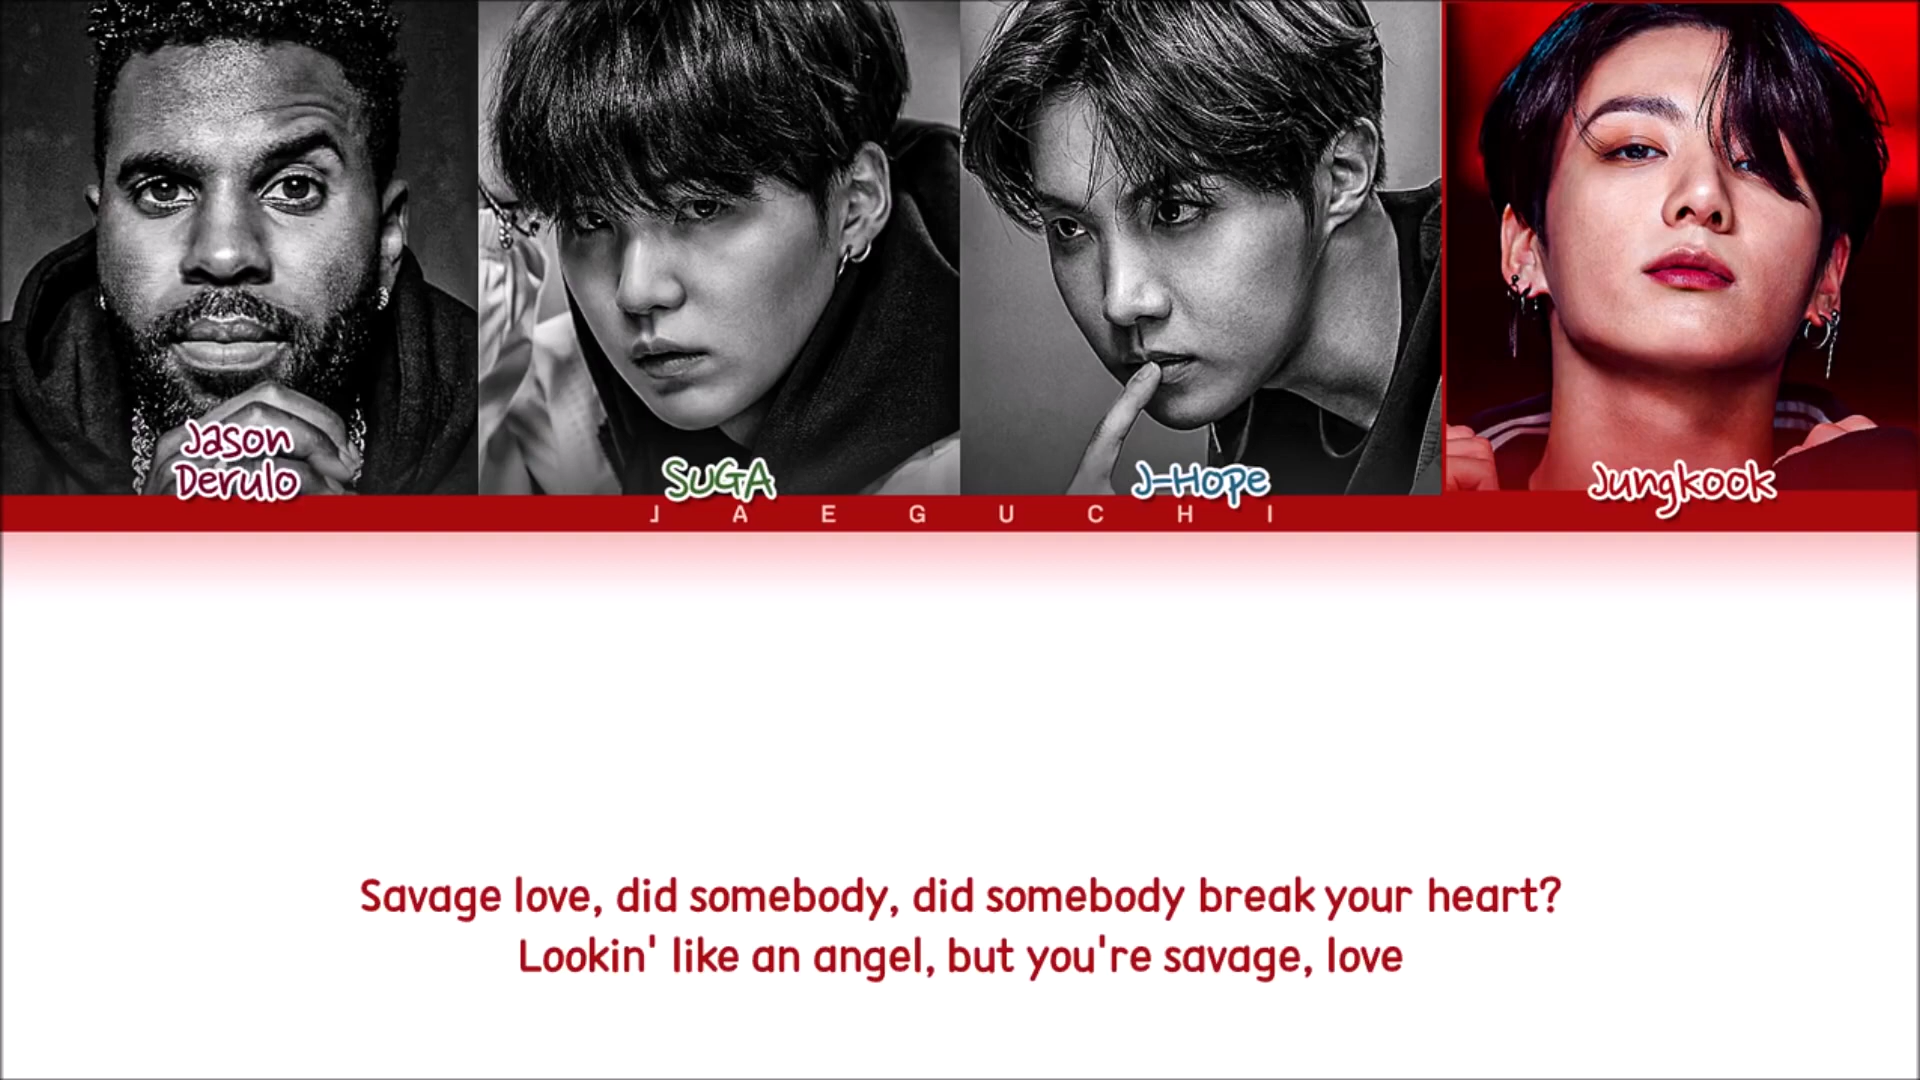 Jason
Derulo
SUGA
J-Hope
Jungkook
JAEGUCHI
Savage love, did somebody, did somebody break your heart?
Lookin' like an angel, but you're savage, love